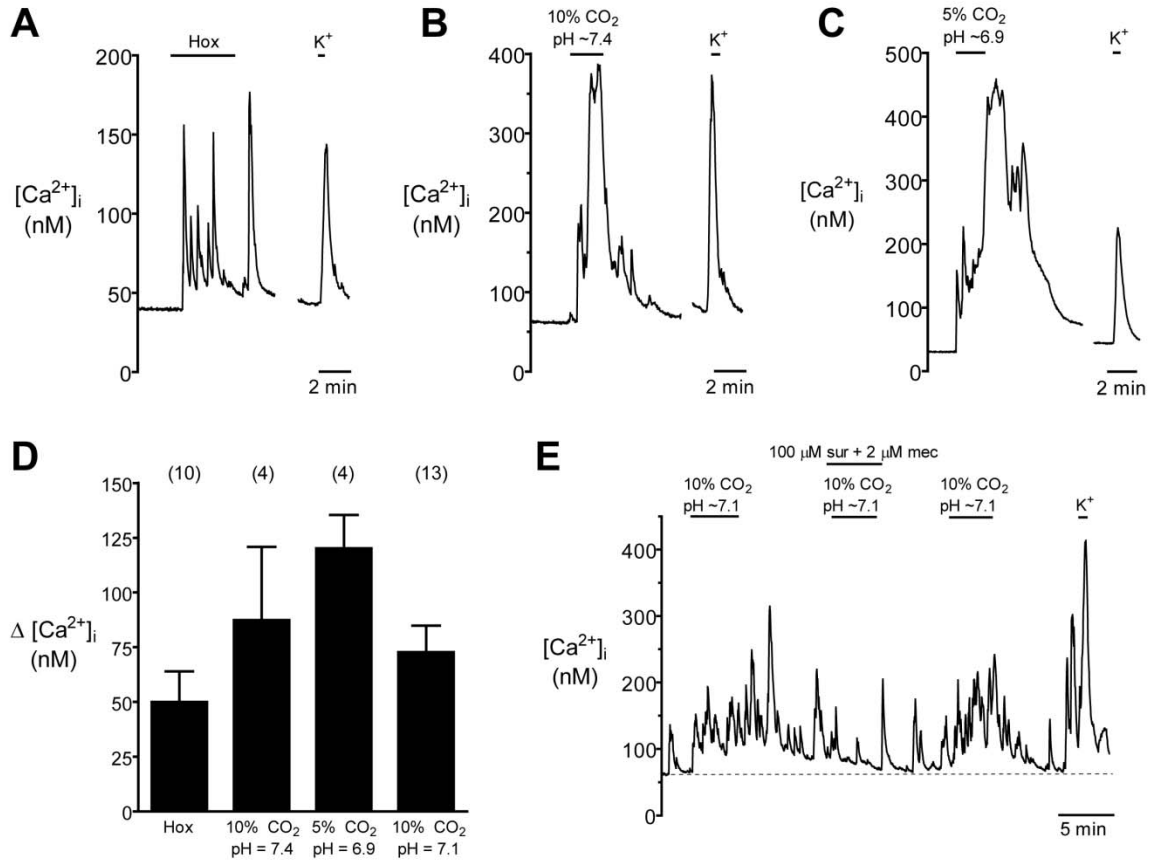 A
Hox
K+
200
150
100
50
0
[Ca2+]i
(nM)
2 min
B
10% CO2
pH ~7.4
K+
400
300
200
100
0
[Ca2+]i
(nM)
2 min
C
5% CO2
pH ~6.9
K+
500
400
300
200
100
0
[Ca2+]i
(nM)
2 min
D
(10)
(4)
(4)
(13)
150
125
100
75
50
25
0
Δ [Ca2+]i
(nM)
Hox
10% CO2
pH = 7.4
5% CO2
pH = 6.9
10% CO2
pH = 7.1
E
100 μM sur + 2 μM mec
10% CO2
pH ~7.1
10% CO2
pH ~7.1
10% CO2
pH ~7.1
K+
400
300
200
100
0
[Ca2+]i
(nM)
5 min